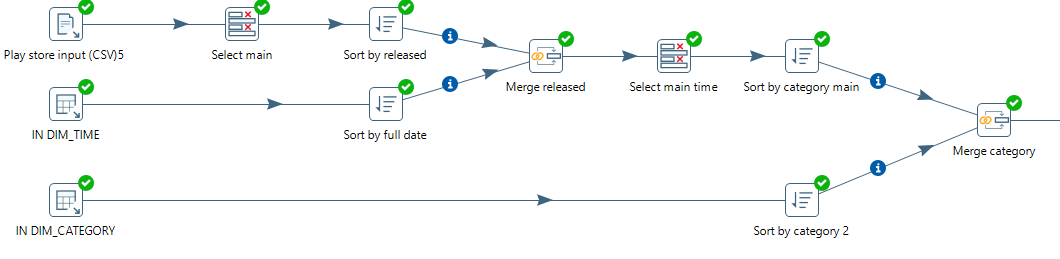 Play store input (CSV)5
Select main
Sort by released
Merge released
Select main time
Sort by category main
IN DIM_TIME
Sort by full date
Merge category
IN DIM_CATEGORY
Sort by category 2